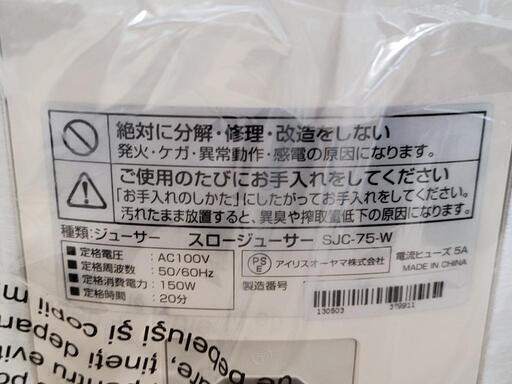 絶対に分解・修理・改造をしない
発火・ケガ・異常動作・感電の原因になります。
ご使用のたびにお手入れをしてください
「お手入れのしかた」にしたがってお手入れをしてください。
汚れたまま放置すると、異臭や搾取量低下の原因になります。
種類:ジューサー スロージューサー SJC-75-W
定格電圧 : AC100V
定格周波数 : 50/60Hz
定格消費電力 : 150W
定格時間 : 20分
PSE アイリスオーヤマ株式会社
製造番号
電流ヒューズ 5A
MADE IN CHINA
130503 379911
bebeluși și copii m
țineți depar
pentru evit